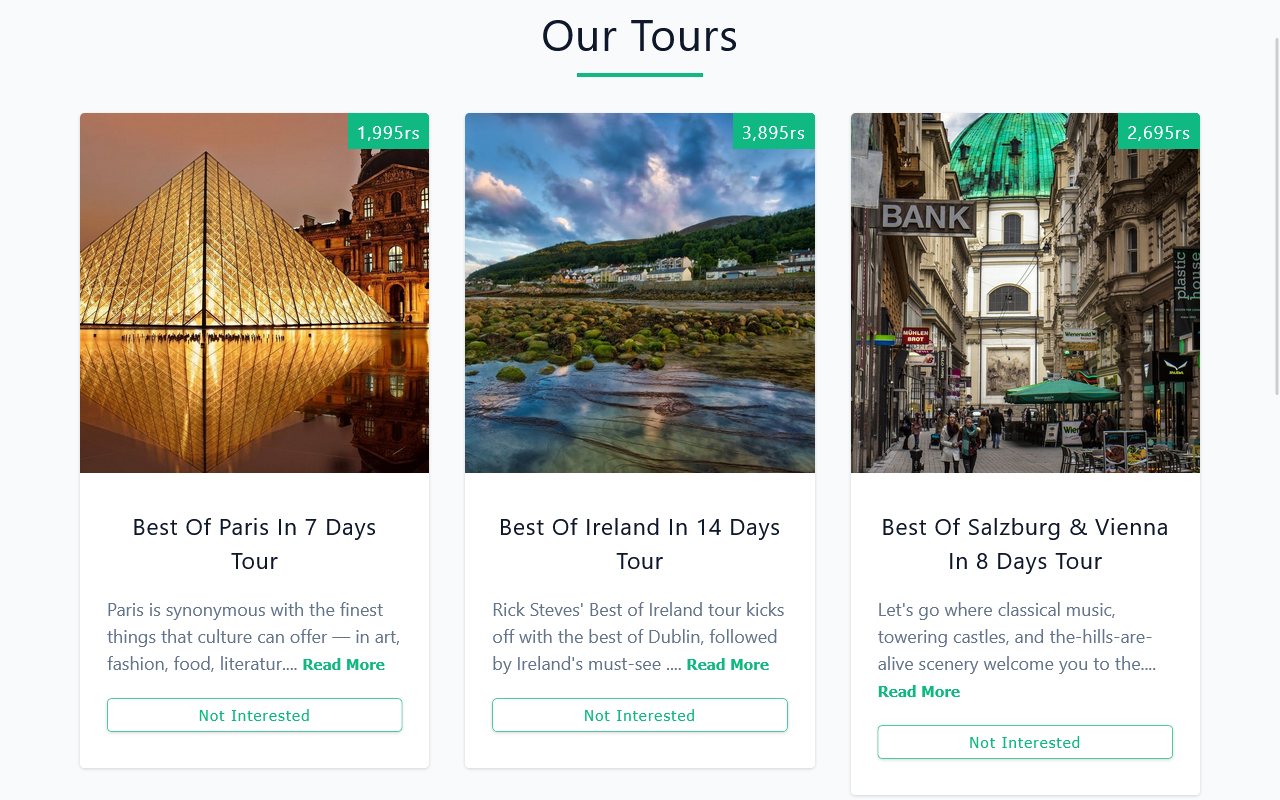 Our Tours
1,995rs
3,895rs
2,695rs
BANK
plastic
house
MÜHLEN
BROT
Wienerwald
Best Of Paris In 7 Days
Tour
Paris is synonymous with the finest
things that culture can offer — in art,
fashion, food, literatur.... Read More
Not Interested
Best Of Ireland In 14 Days
Tour
Rick Steves' Best of Ireland tour kicks
off with the best of Dublin, followed
by Ireland's must-see .... Read More
Not Interested
Best Of Salzburg & Vienna
In 8 Days Tour
Let's go where classical music,
towering castles, and the-hills-are-
alive scenery welcome you to the....
Read More
Not Interested